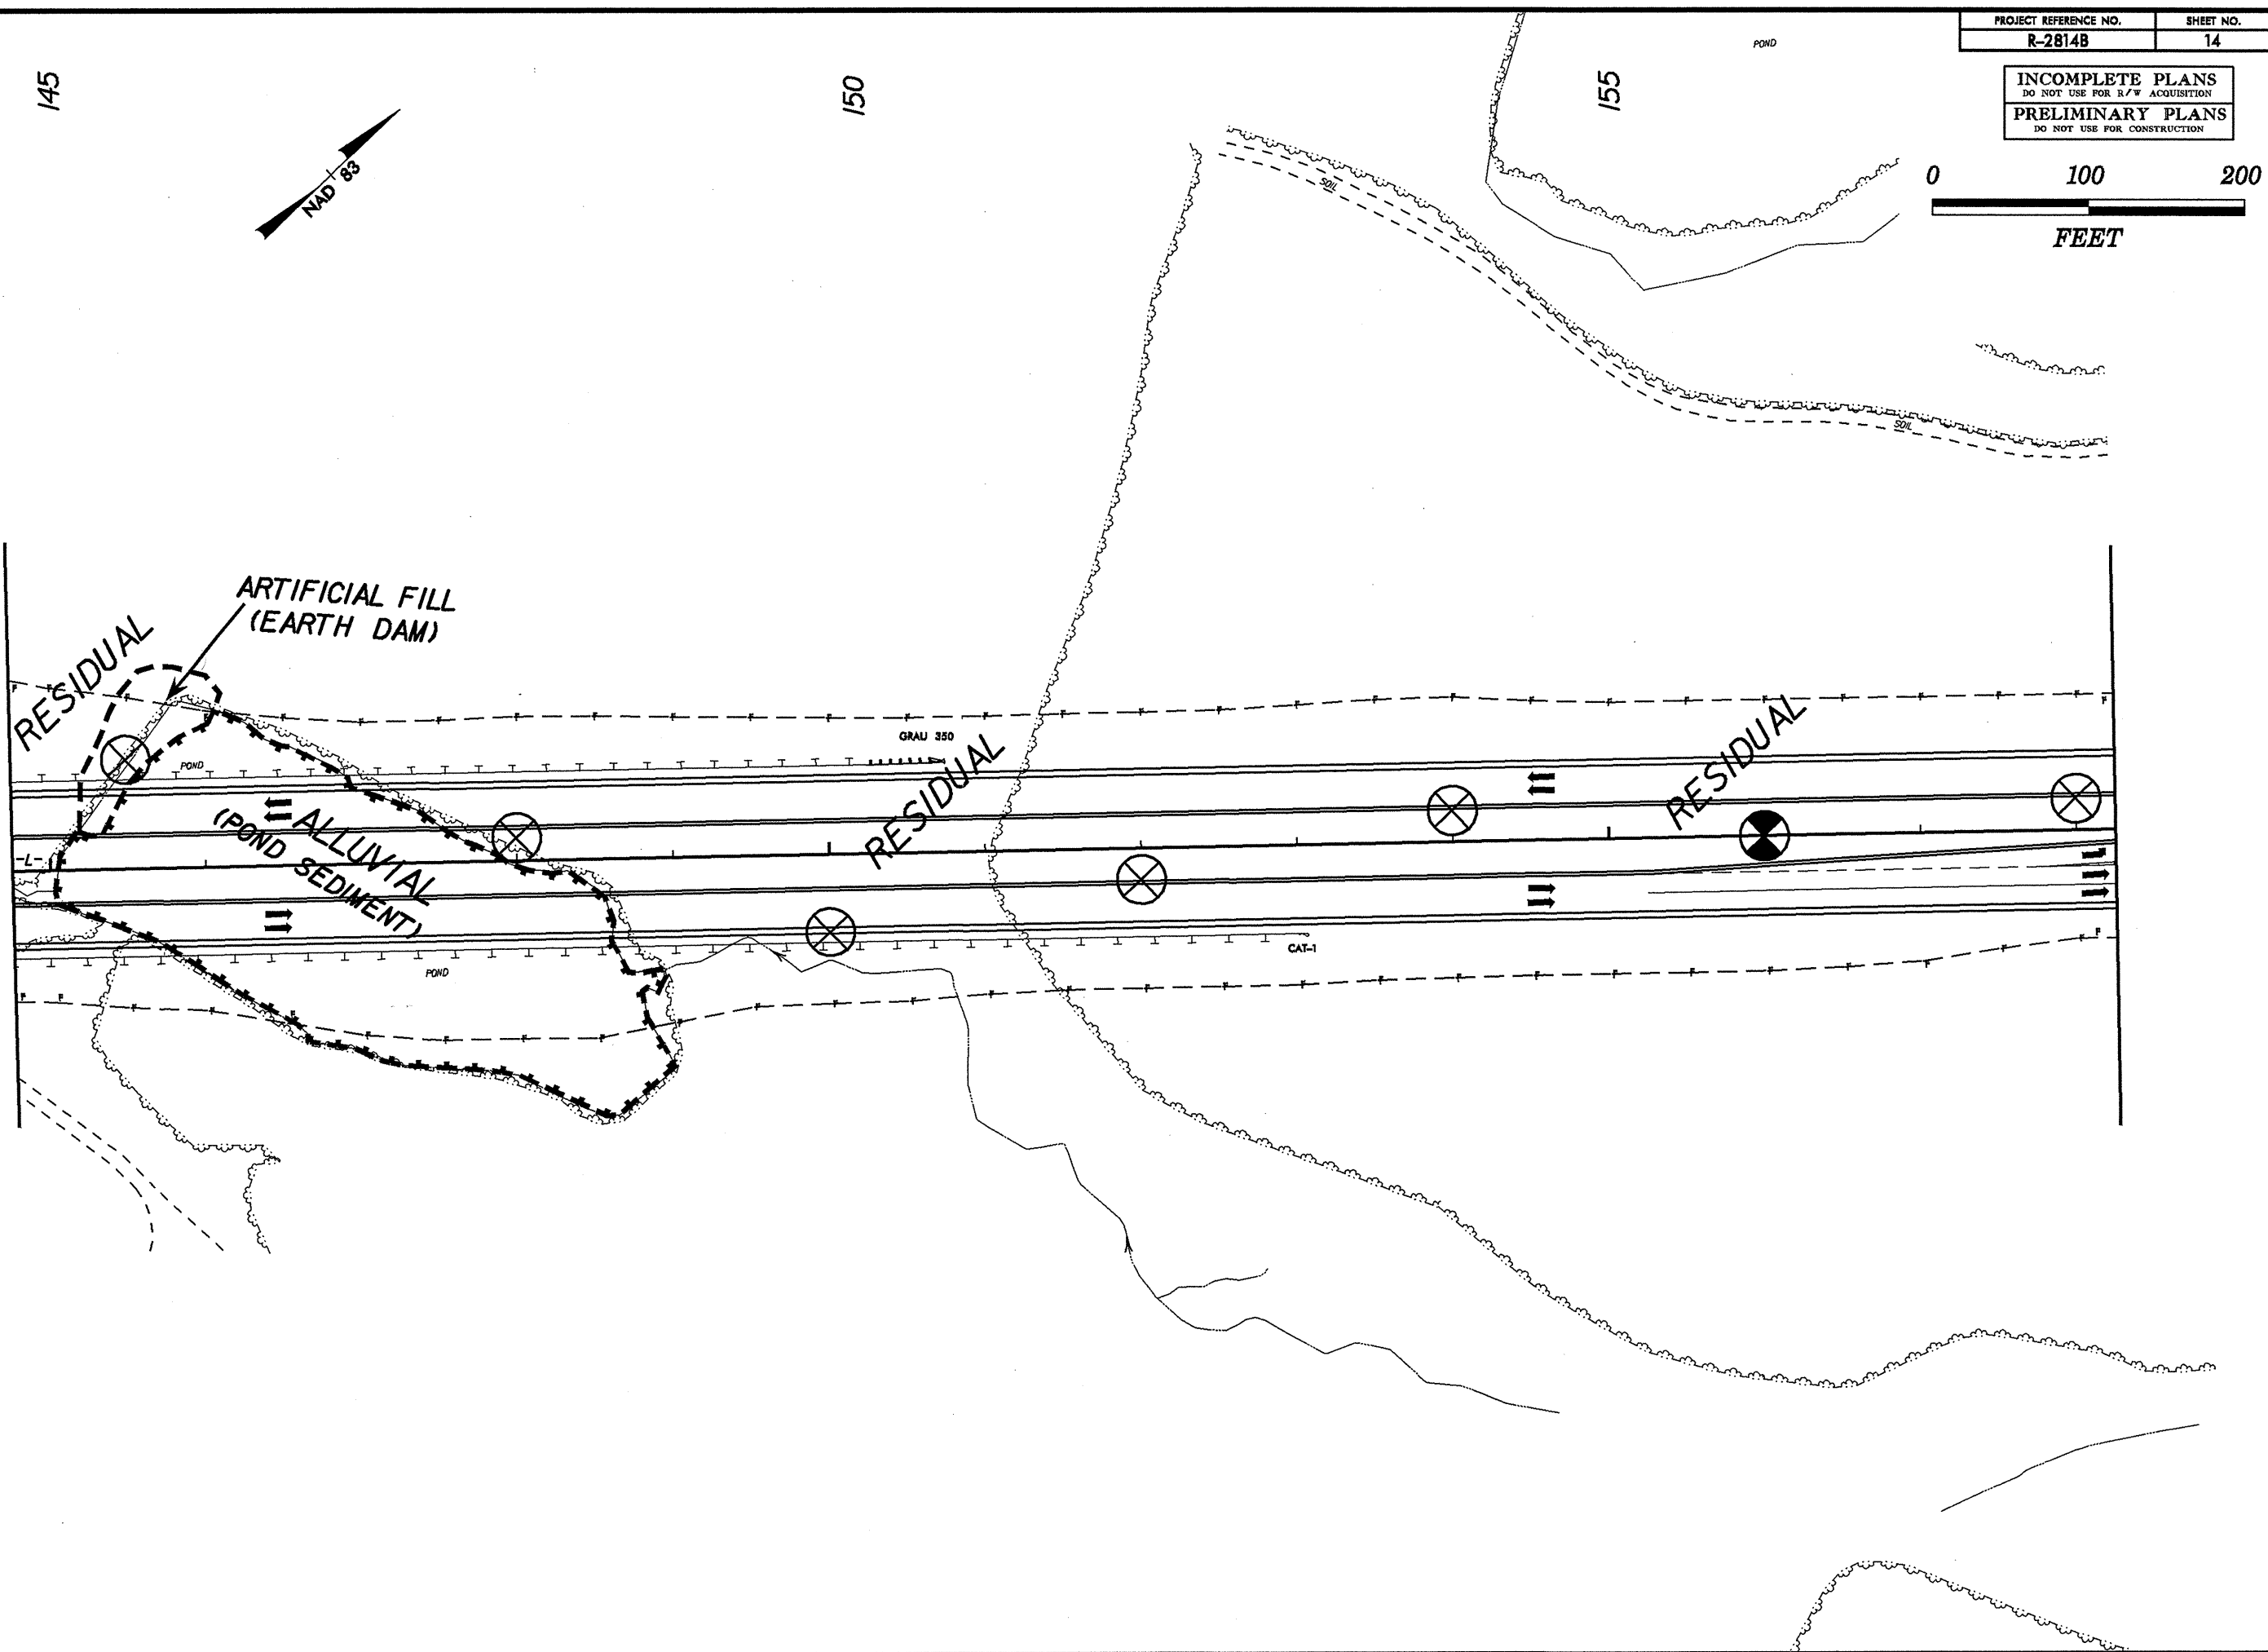 PROJECT REFERENCE NO. SHEET NO.
R-2814B 14
INCOMPLETE PLANS
DO NOT USE FOR R/W ACQUISITION
PRELIMINARY PLANS
DO NOT USE FOR CONSTRUCTION
145
150
155
POND
NAD 83
0 100 200
FEET
SOIL
SOIL
ARTIFICIAL FILL
(EARTH DAM)
RESIDUAL
F F F F F F F F F F F F F F F F F F F F F F F F F F F
GRAU 350
POND
RESIDUAL
RESIDUAL
ALLUVIAL
(POND SEDIMENT)
-L-
CAT-1
POND
F F F F F F F F F F F F F F F F F F F F F F F F F F F